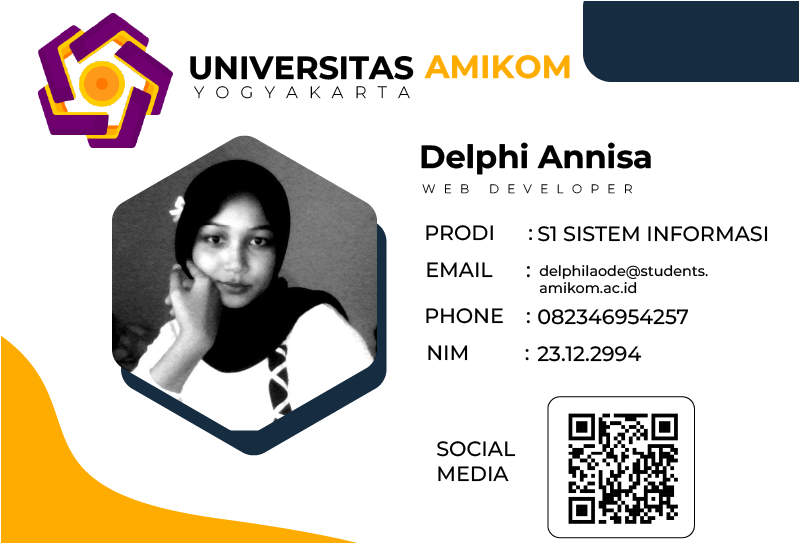 UNIVERSITAS AMIKOM
YOGYAKARTA
Delphi Annisa
WEB DEVELOPER
PRODI : S1 SISTEM INFORMASI
EMAIL : delphilaode@students.
amikom.ac.id
PHONE : 082346954257
NIM : 23.12.2994
SOCIAL
MEDIA